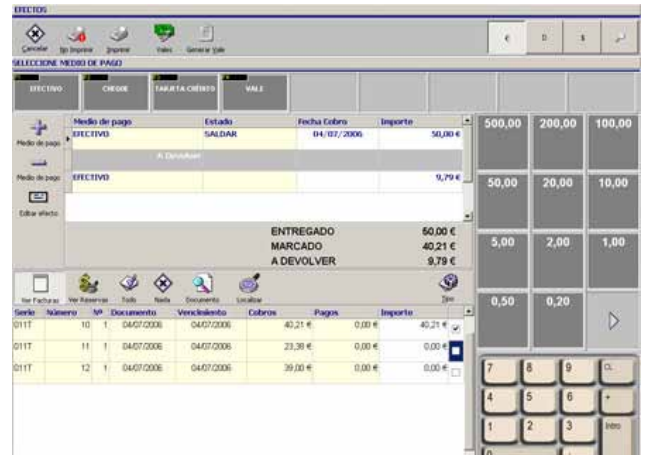 EFECTOS
Cancelar No Imprimir Imprimir Vales Generar Vale € D $
SELECCIONE MEDIO DE PAGO
EFECTIVO CHEQUE TARJETA CRÉDITO VALE
Medio de pago Estado Fecha Cobro Importe
EFECTIVO SALDAR 04/07/2006 50,00 €
A Devolver
EFECTIVO 9,79 €
Medio de pago
Medio de pago
Editar efecto
500,00 200,00 100,00
50,00 20,00 10,00
5,00 2,00 1,00
0,50 0,20
ENTREGADO 50,00 €
MARCADO 40,21 €
A DEVOLVER 9,79 €
Ver Facturas Ver Reservas Todo Nada Documento Localizar Tipo
Serie Número Nº Documento Vencimiento Cobros Pagos Importe
011T 10 1 04/07/2006 04/07/2006 40,21 € 0,00 € 40,21 €
011T 11 1 04/07/2006 04/07/2006 23,38 € 0,00 € 0,00 €
011T 12 1 04/07/2006 04/07/2006 39,00 € 0,00 € 0,00 €
7 8 9 CL
4 5 6 +
1 2 3 Intro
0